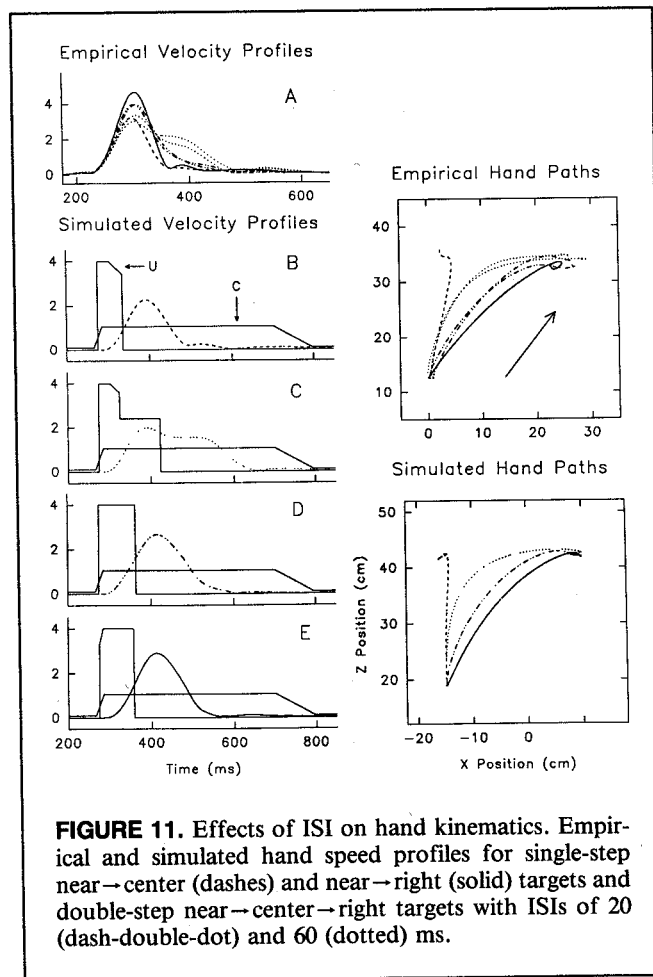 Empirical Velocity Profiles
A
4
2
0
200 400 600
Simulated Velocity Profiles
B
U
C
4
2
0
C
4
2
0
D
4
2
0
E
4
2
0
200 400 600 800
Time (ms)
Empirical Hand Paths
40
30
20
10
0 10 20 30
Simulated Hand Paths
50
40
30
20
Z Position (cm)
−20 −10 0
X Position (cm)
FIGURE 11. Effects of ISI on hand kinematics. Empir-
ical and simulated hand speed profiles for single-step
near→center (dashes) and near→right (solid) targets and
double-step near→center→right targets with ISIs of 20
(dash-double-dot) and 60 (dotted) ms.